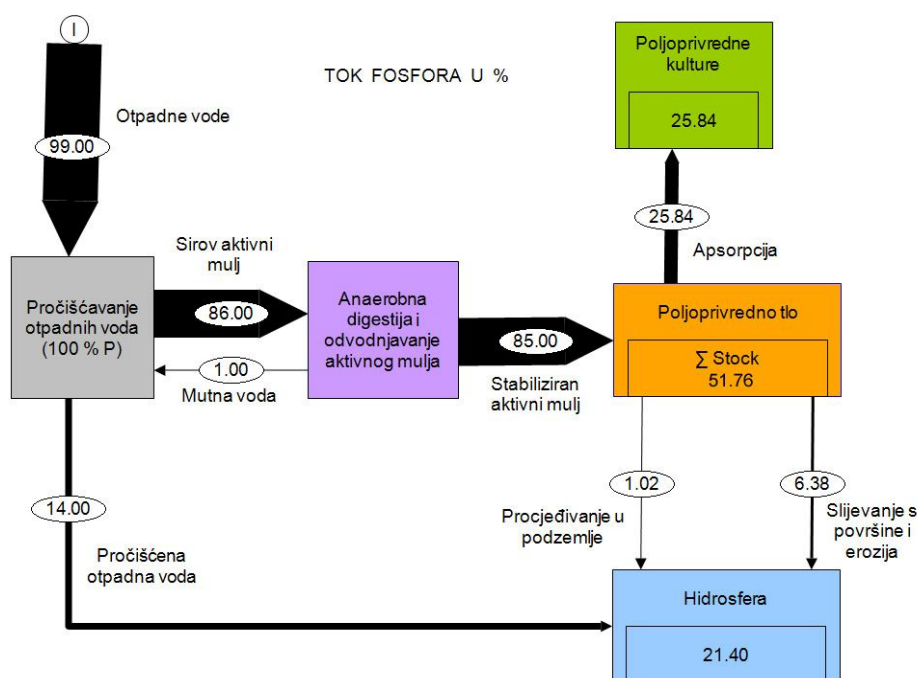 I
TOK FOSFORA U %
Poljoprivredne
kulture
25.84
Otpadne vode
99.00
25.84
Apsorpcija
Sirov aktivni
mulj
Pročišćavanje
otpadnih voda
(100 % P)
86.00
Anaerobna
digestija i
odvodnjavanje
aktivnog mulja
85.00
Poljoprivredno tlo
∑ Stock
51.76
1.00
Mutna voda
Stabiliziran
aktivni mulj
14.00
1.02
6.38
Procjeđivanje u
podzemlje
Slijevanje s
površine i
erozija
Pročišćena
otpadna voda
Hidrosfera
21.40